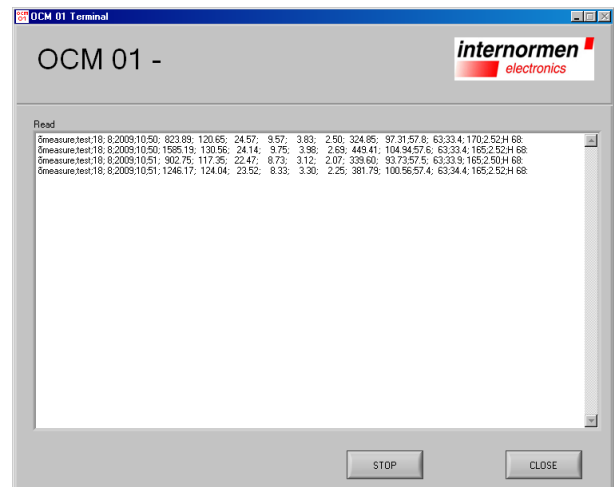 OCM 01 Terminal
OCM 01 -
internormen
electronics
Read
õmeasure;test;18; 8;2009;10;50; 823.89; 120.65; 24.57; 9.57; 3.83; 2.50; 324.85; 97.31;57.8; 63;33.4; 170;2.52;H 68:
õmeasure;test;18; 8;2009;10;50; 1585.19; 130.56; 24.14; 9.75; 3.98; 2.69; 449.41; 104.94;57.6; 63;33.4; 165;2.52;H 68:
õmeasure;test;18; 8;2009;10;51; 902.75; 117.35; 22.47; 8.73; 3.12; 2.07; 339.60; 93.73;57.5; 63;33.9; 165;2.50;H 68:
õmeasure;test;18; 8;2009;10;51; 1246.17; 124.04; 23.52; 8.33; 3.30; 2.25; 381.79; 100.56;57.4; 63;34.4; 165;2.52;H 68:
STOP
CLOSE